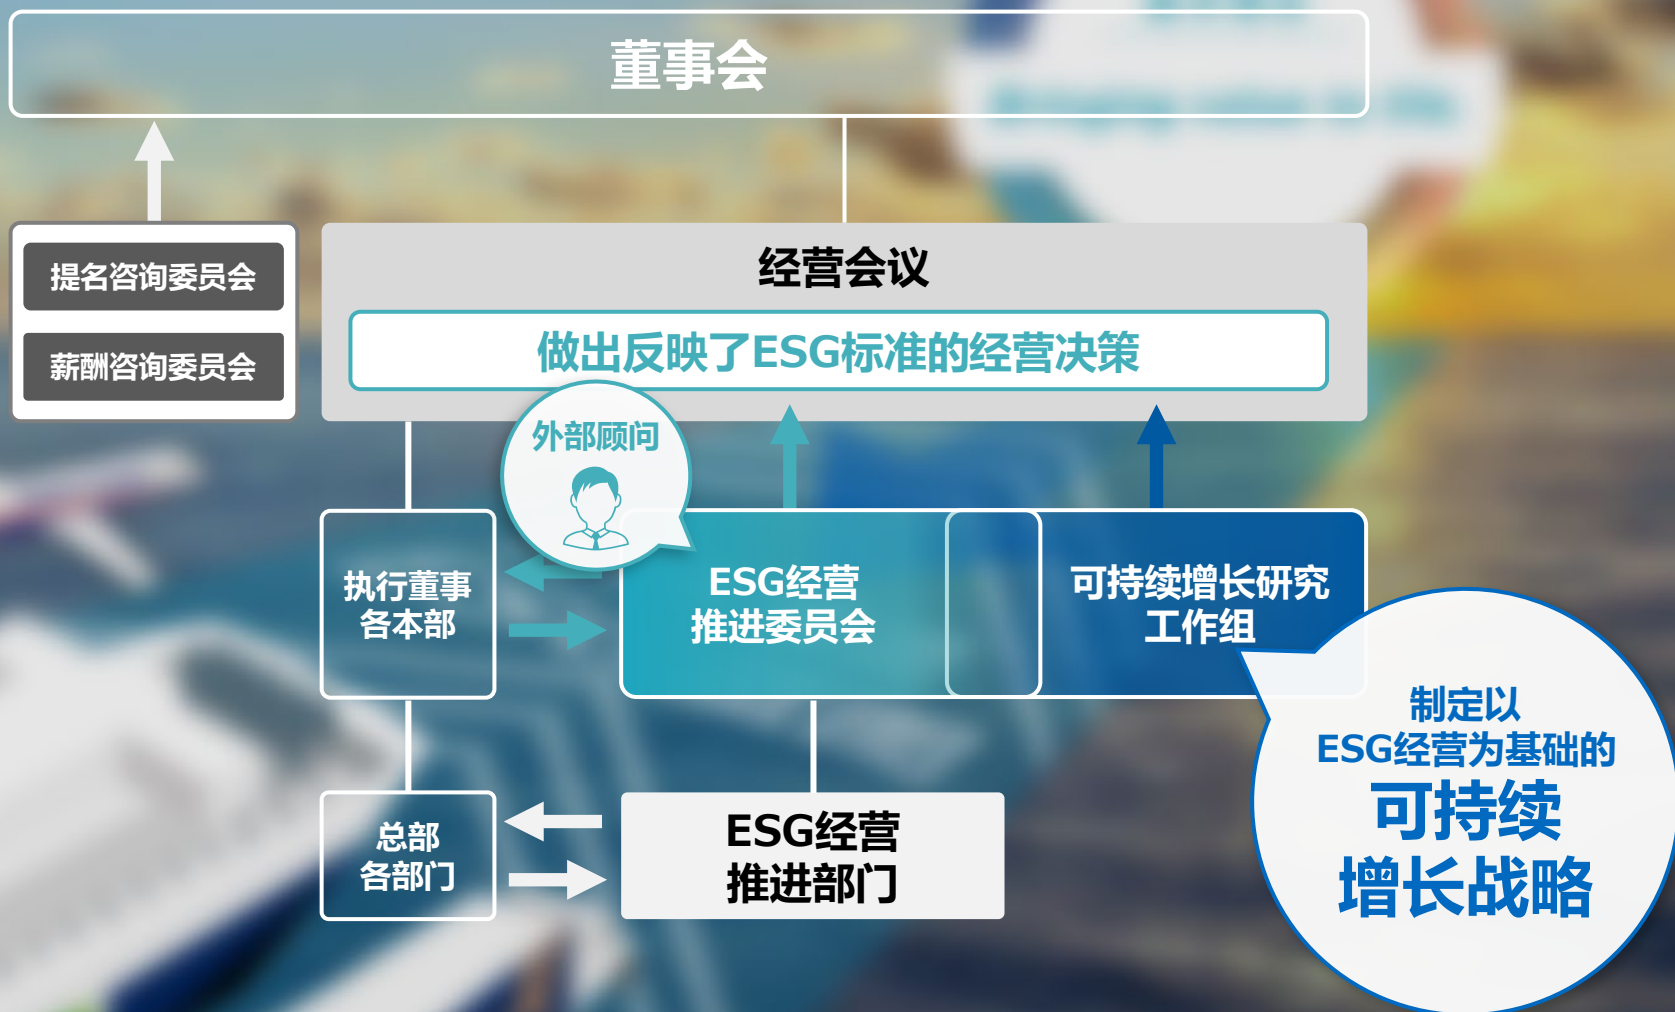 董事会
提名咨询委员会
薪酬咨询委员会
经营会议
做出反映了ESG标准的经营决策
外部顾问
执行董事
各本部
ESG经营
推进委员会
可持续增长研究
工作组
制定以
ESG经营为基础的
可持续
增长战略
总部
各部门
ESG经营
推进部门